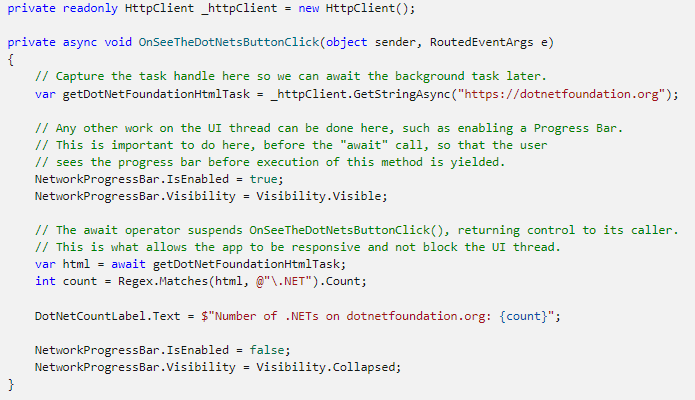 private readonly HttpClient _httpClient = new HttpClient();

private async void OnSeeTheDotNetsButtonClick(object sender, RoutedEventArgs e)
{
    // Capture the task handle here so we can await the background task later.
    var getDotNetFoundationHtmlTask = _httpClient.GetStringAsync("https://dotnetfoundation.org");

    // Any other work on the UI thread can be done here, such as enabling a Progress Bar.
    // This is important to do here, before the "await" call, so that the user
    // sees the progress bar before execution of this method is yielded.
    NetworkProgressBar.IsEnabled = true;
    NetworkProgressBar.Visibility = Visibility.Visible;

    // The await operator suspends OnSeeTheDotNetsButtonClick(), returning control to its caller.
    // This is what allows the app to be responsive and not block the UI thread.
    var html = await getDotNetFoundationHtmlTask;
    int count = Regex.Matches(html, @"\.NET").Count;

    DotNetCountLabel.Text = $"Number of .NETs on dotnetfoundation.org: {count}";

    NetworkProgressBar.IsEnabled = false;
    NetworkProgressBar.Visibility = Visibility.Collapsed;
}